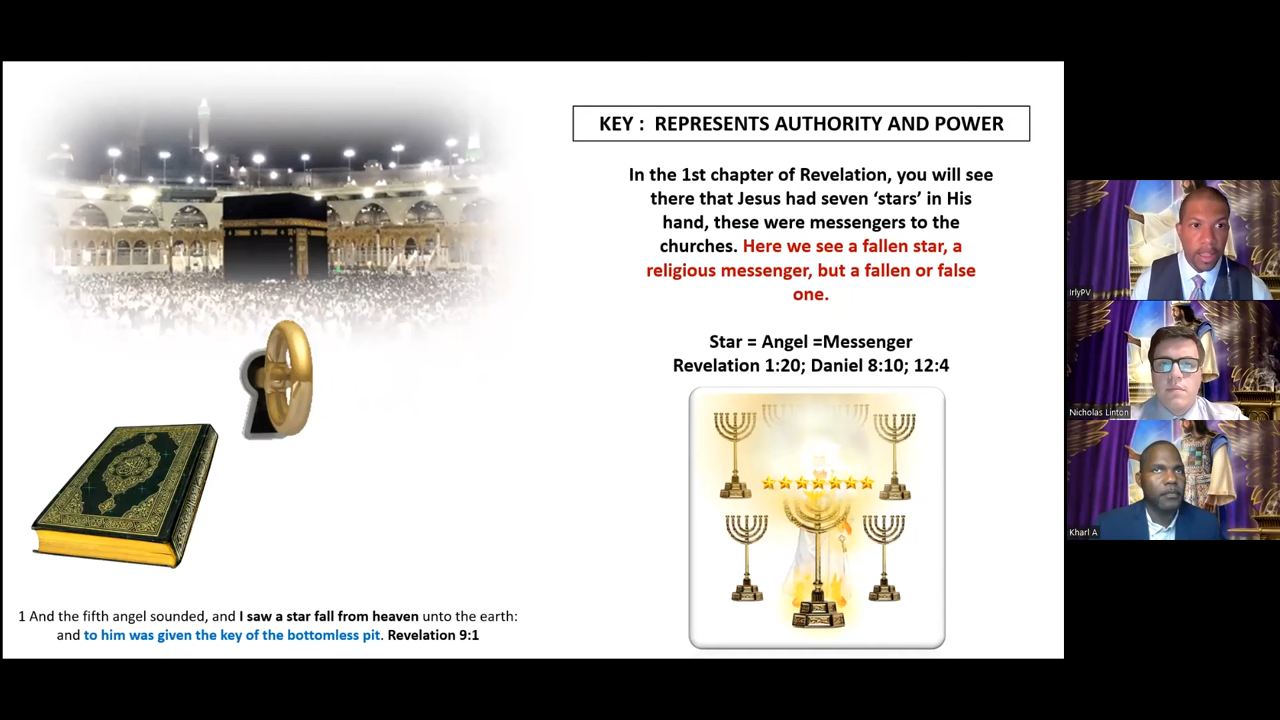 KEY : REPRESENTS AUTHORITY AND POWER
In the 1st chapter of Revelation, you will see
there that Jesus had seven ‘stars’ in His
hand, these were messengers to the
churches. Here we see a fallen star, a
religious messenger, but a fallen or false
one.
Star = Angel =Messenger
Revelation 1:20; Daniel 8:10; 12:4
1 And the fifth angel sounded, and I saw a star fall from heaven unto the earth:
and to him was given the key of the bottomless pit. Revelation 9:1
IrlyPV
Nicholas Linton
Kharl A